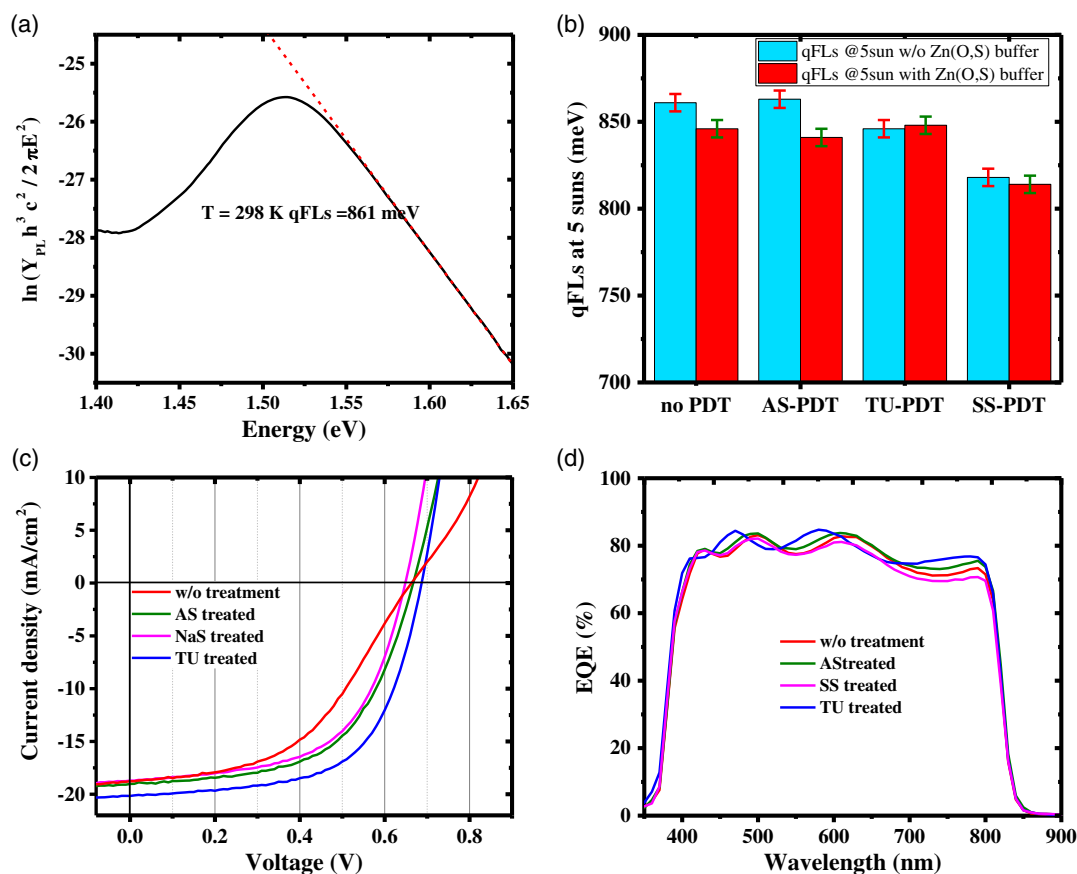 (a)
ln (Y_PL h³ c² / 2 πE²)
-25
-26
-27
-28
-29
-30
T = 298 K qFLs =861 meV
1.40 1.45 1.50 1.55 1.60 1.65
Energy (eV)
(b)
qFLs at 5 suns (meV)
900
850
800
750
700
qFLs @5sun w/o Zn(O,S) buffer
qFLs @5sun with Zn(O,S) buffer
no PDT AS-PDT TU-PDT SS-PDT
(c)
Current density (mA/cm²)
10
5
0
-5
-10
-15
-20
w/o treatment
AS treated
NaS treated
TU treated
0.0 0.2 0.4 0.6 0.8
Voltage (V)
(d)
EQE (%)
100
80
60
40
20
0
w/o treatment
AStreated
SS treated
TU treated
400 500 600 700 800 900
Wavelength (nm)